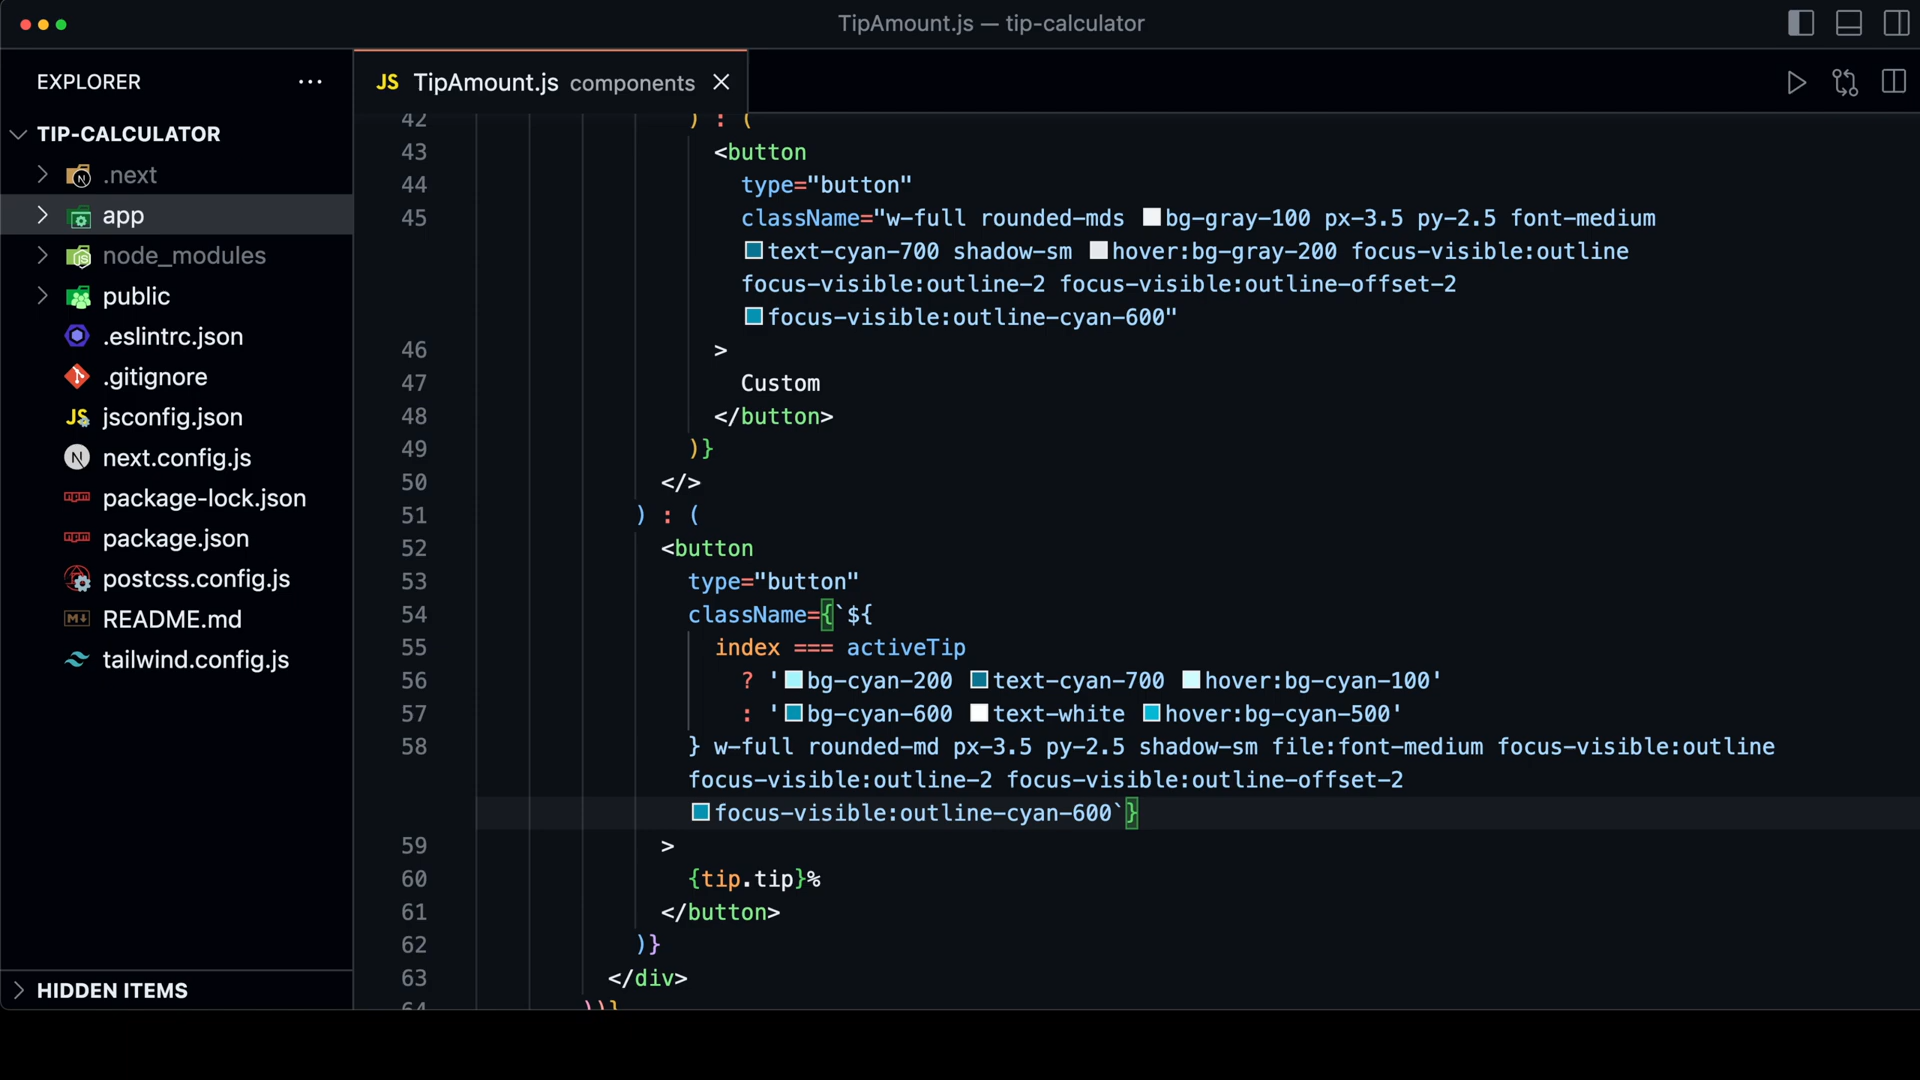 TipAmount.js — tip-calculator
EXPLORER
TIP-CALCULATOR
.next
app
node_modules
public
.eslintrc.json
.gitignore
JS jsconfig.json
N next.config.js
npm package-lock.json
npm package.json
postcss.config.js
M↓ README.md
tailwind.config.js
HIDDEN ITEMS
JS TipAmount.js components
42 ) : (
43 <button
44 type="button"
45 className="w-full rounded-mds bg-gray-100 px-3.5 py-2.5 font-medium
text-cyan-700 shadow-sm hover:bg-gray-200 focus-visible:outline
focus-visible:outline-2 focus-visible:outline-offset-2
focus-visible:outline-cyan-600"
46 >
47 Custom
48 </button>
49 )}
50 </>
51 ) : (
52 <button
53 type="button"
54 className={`${
55 index === activeTip
56 ? 'bg-cyan-200 text-cyan-700 hover:bg-cyan-100'
57 : 'bg-cyan-600 text-white hover:bg-cyan-500'
58 } w-full rounded-md px-3.5 py-2.5 shadow-sm file:font-medium focus-visible:outline
focus-visible:outline-2 focus-visible:outline-offset-2
focus-visible:outline-cyan-600`}
59 >
60 {tip.tip}%
61 </button>
62 )}
63 </div>
64 ))}